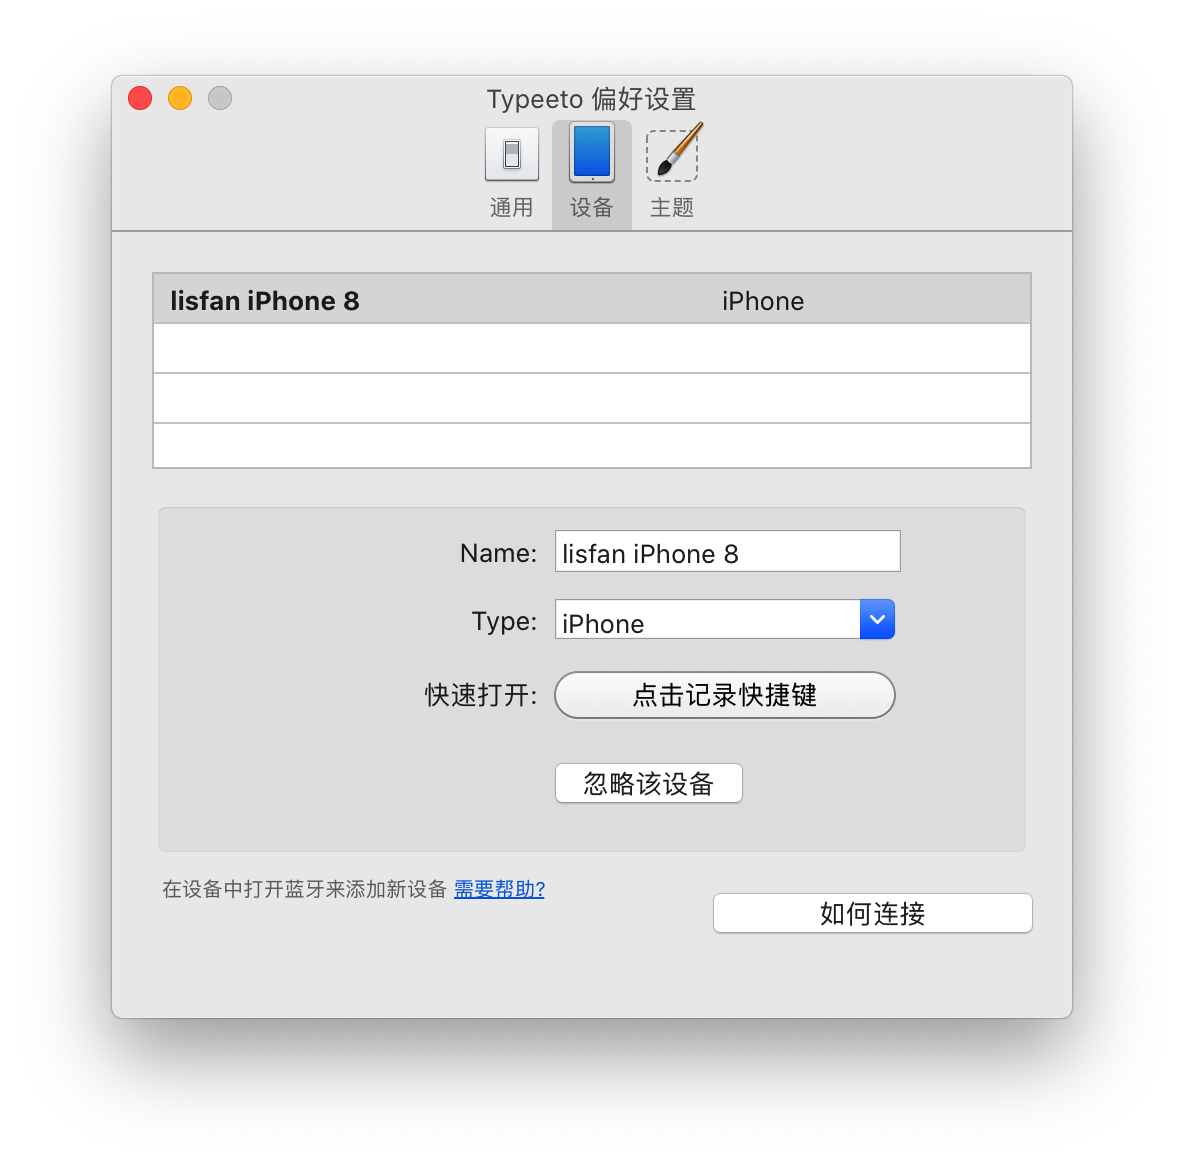 Typeeto 偏好设置
通用 设备 主题
lisfan iPhone 8 iPhone
Name: lisfan iPhone 8
Type: iPhone
快速打开: 点击记录快捷键
忽略该设备
在设备中打开蓝牙来添加新设备 需要帮助?
如何连接